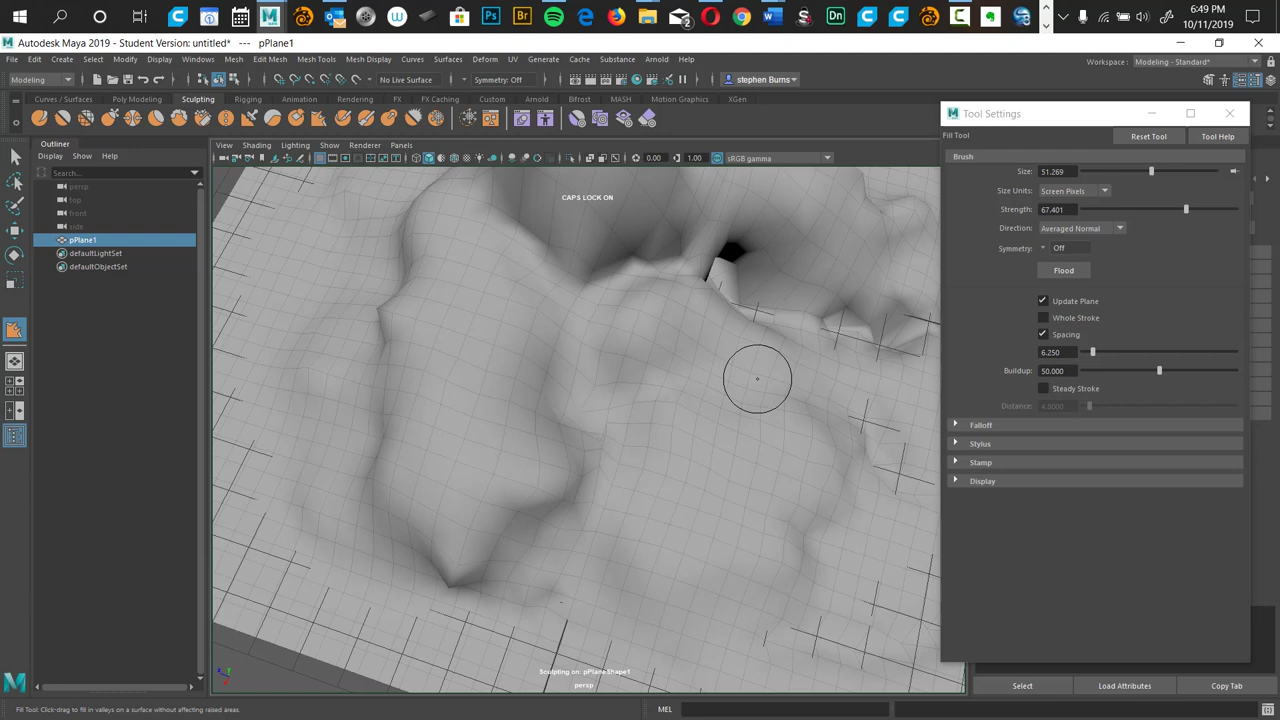 6:49 PM
10/11/2019
Autodesk Maya 2019 - Student Version: untitled* --- pPlane1
File Edit Create Select Modify Display Windows Mesh Edit Mesh Mesh Tools Mesh Display Curves Surfaces Deform UV Generate Cache Substance Arnold Help
Workspace: Modeling - Standard*
Modeling No Live Surface Symmetry: Off stephen Burns
Curves / Surfaces Poly Modeling Sculpting Rigging Animation Rendering FX FX Caching Custom Arnold Bifrost MASH Motion Graphics XGen
Outliner
Display Show Help
Search...
persp
top
front
side
pPlane1
defaultLightSet
defaultObjectSet
View Shading Lighting Show Renderer Panels
0.00 1.00 sRGB gamma
CAPS LOCK ON
Sculpting on: pPlaneShape1
persp
Tool Settings
Fill Tool Reset Tool Tool Help
Brush
Size: 51.269
Size Units: Screen Pixels
Strength: 67.401
Direction: Averaged Normal
Symmetry: Off
Flood
Update Plane
Whole Stroke
Spacing
6.250
Buildup: 50.000
Steady Stroke
Distance: 4.0000
Falloff
Stylus
Stamp
Display
Select Load Attributes Copy Tab
Fill Tool: Click-drag to fill in valleys on a surface without affecting raised areas.
MEL